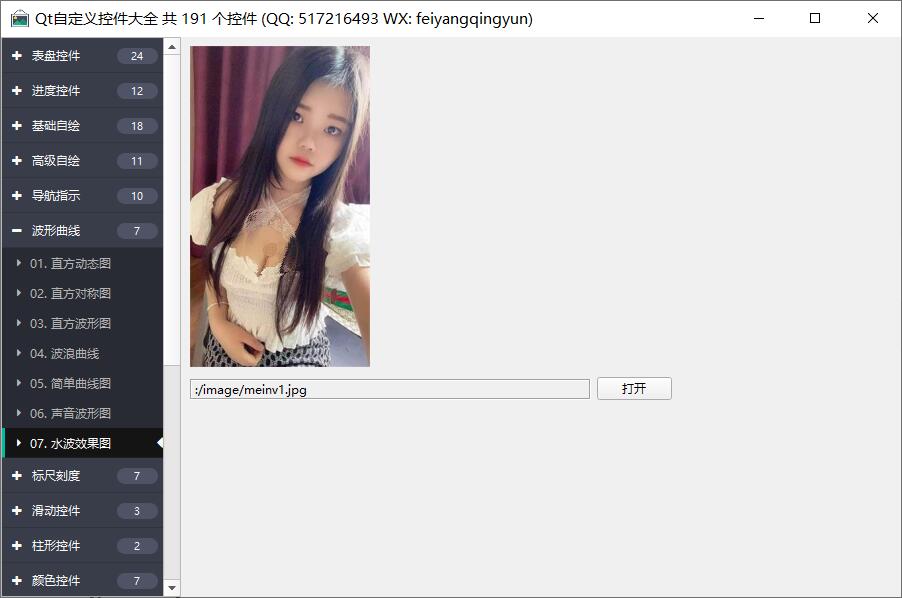 Qt自定义控件大全 共 191 个控件 (QQ: 517216493 WX: feiyangqingyun)
表盘控件 24
进度控件 12
基础自绘 18
高级自绘 11
导航指示 10
波形曲线 7
01. 直方动态图
02. 直方对称图
03. 直方波形图
04. 波浪曲线
05. 简单曲线图
06. 声音波形图
07. 水波效果图
标尺刻度 7
滑动控件 3
柱形控件 2
颜色控件 7
:/image/meinv1.jpg
打开